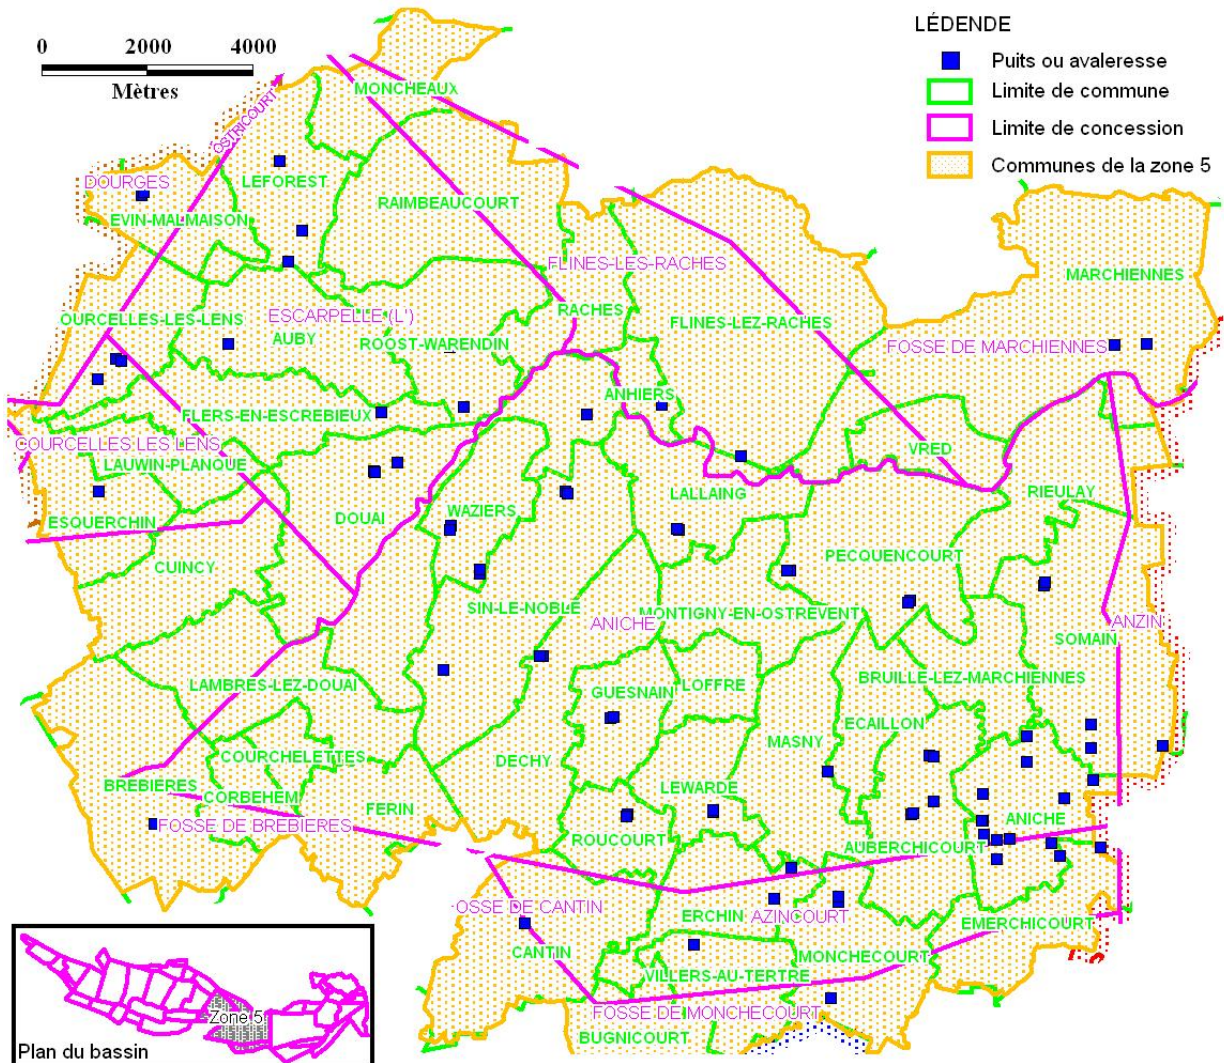 0 2000 4000
Mètres
LÉDENDE
Puits ou avaleresse
Limite de commune
Limite de concession
Communes de la zone 5
MONCHEAUX
OSTRICOURT
DOURGES
LEFOREST
RAIMBEAUCOURT
EVIN-MALMAISON
FLINES-LES-RACHES
MARCHIENNES
OURCELLES-LES-LENS
ESCARPELLE (L')
AUBY
RACHES
ROOST-WARENDIN
FLINES-LEZ-RACHES
FOSSE DE MARCHIENNES
ANHIERS
FLERS-EN-ESCREBIEUX
COURCELLES LES LENS
LAUWIN-PLANQUE
VRED
LALLAING
RIEULAY
ESQUERCHIN
DOUAI
WAZIERS
CUINCY
PECQUENCOURT
SIN-LE-NOBLE
ANICHE
MONTIGNY-EN-OSTREVENT
ANZIN
SOMAIN
LAMBRES-LEZ-DOUAI
GUESNAIN
LOFFRE
BRUILLE-LEZ-MARCHIENNES
ECAILLON
MASNY
COURCHELETTES
DECHY
BREBIERES
CORBEHEM
LEWARDE
FERIN
FOSSE DE BREBIERES
ANICHE
ROUCOURT
AUBERCHICOURT
OSSE DE CANTIN
ERCHIN
AZINCOURT
EMERCHICOURT
CANTIN
MONCHECOURT
VILLERS-AU-TERTRE
FOSSE DE MONCHECOURT
BUGNICOURT
Zone 5
Plan du bassin